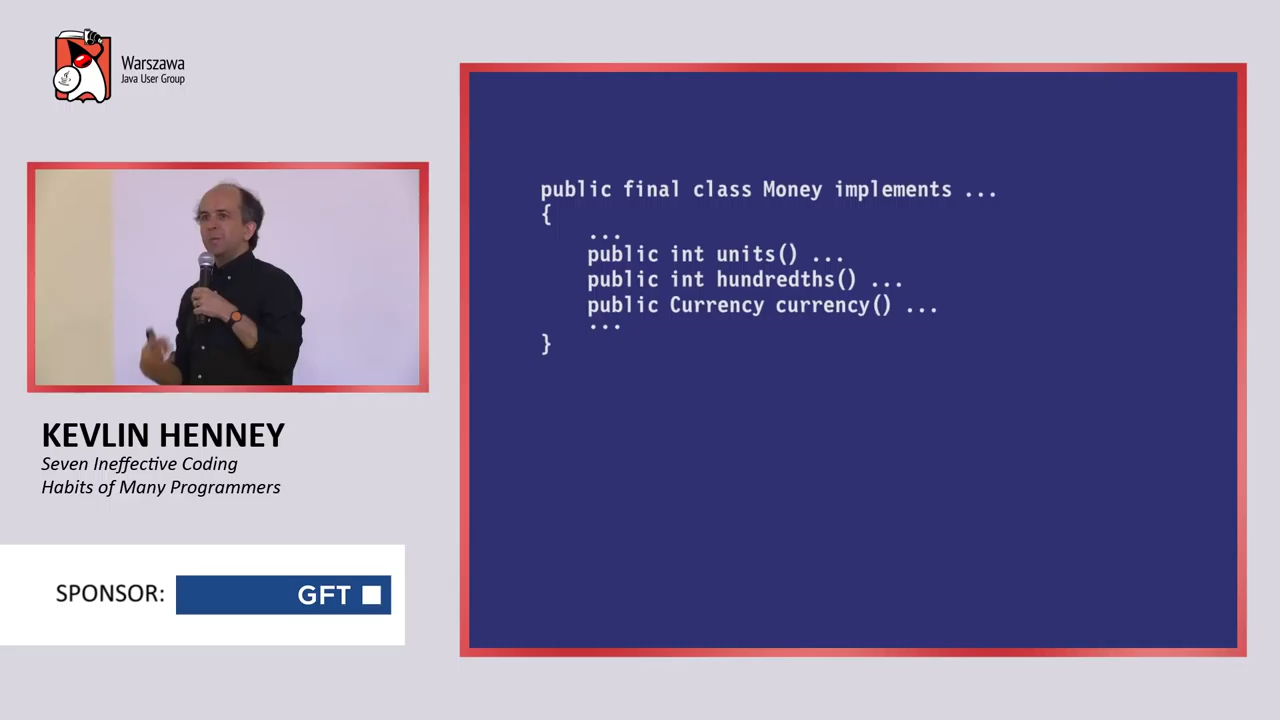 Warszawa
Java User Group
public final class Money implements ...
{
    ...
    public int units() ...
    public int hundredths() ...
    public Currency currency() ...
    ...
}
KEVLIN HENNEY
Seven Ineffective Coding
Habits of Many Programmers
SPONSOR: GFT